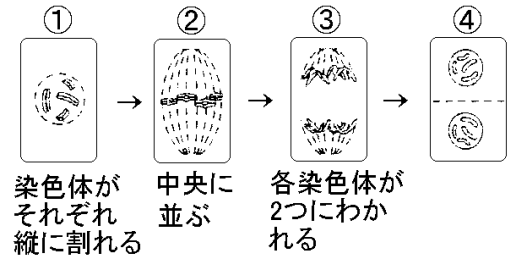 ①
②
③
④
染色体が
それぞれ
縦に割れる
中央に
並ぶ
各染色体が
2つにわか
れる